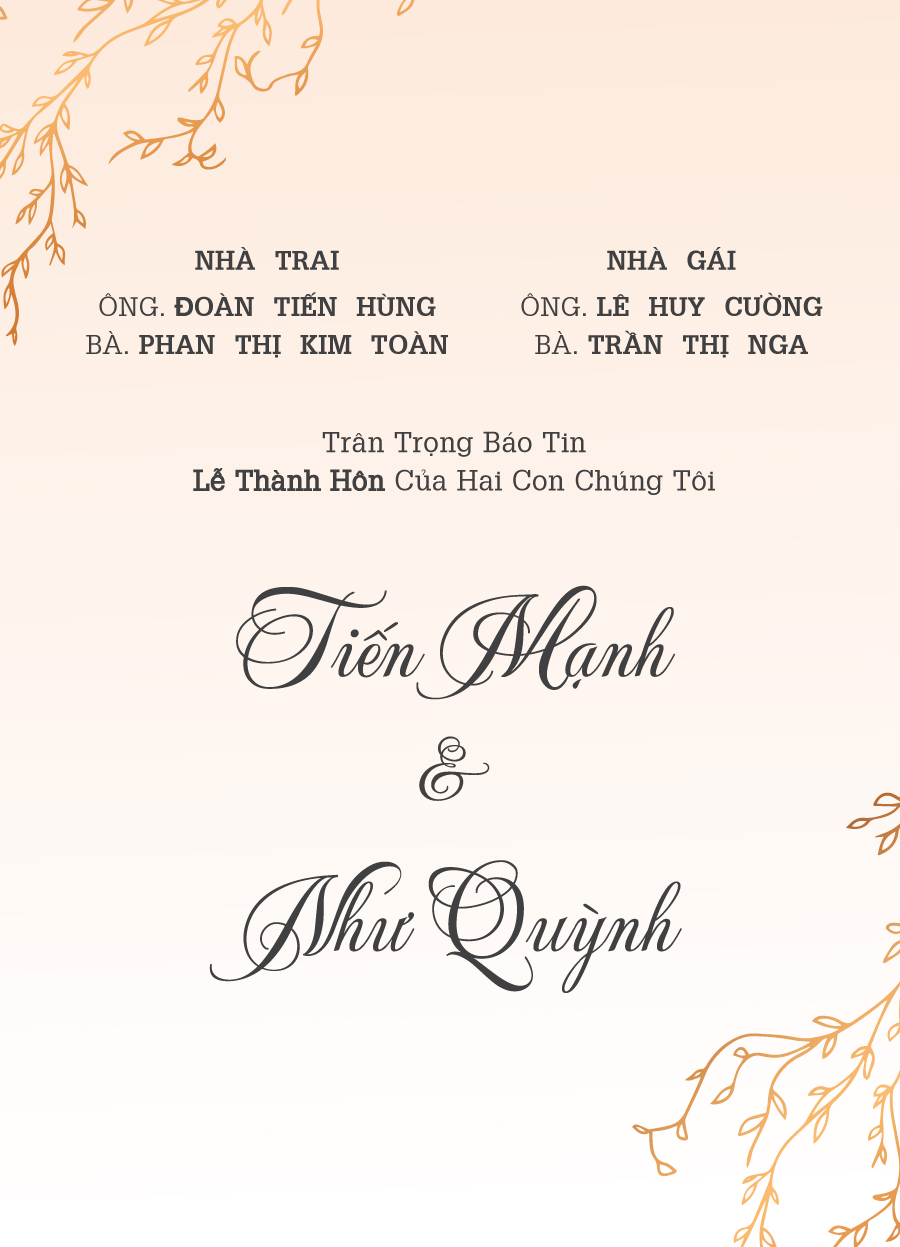 NHÀ TRAI
ÔNG. ĐOÀN TIẾN HÙNG
BÀ. PHAN THỊ KIM TOÀN
NHÀ GÁI
ÔNG. LÊ HUY CƯỜNG
BÀ. TRẦN THỊ NGA
Trân Trọng Báo Tin
Lễ Thành Hôn Của Hai Con Chúng Tôi
Tiến Mạnh
&
Như Quỳnh